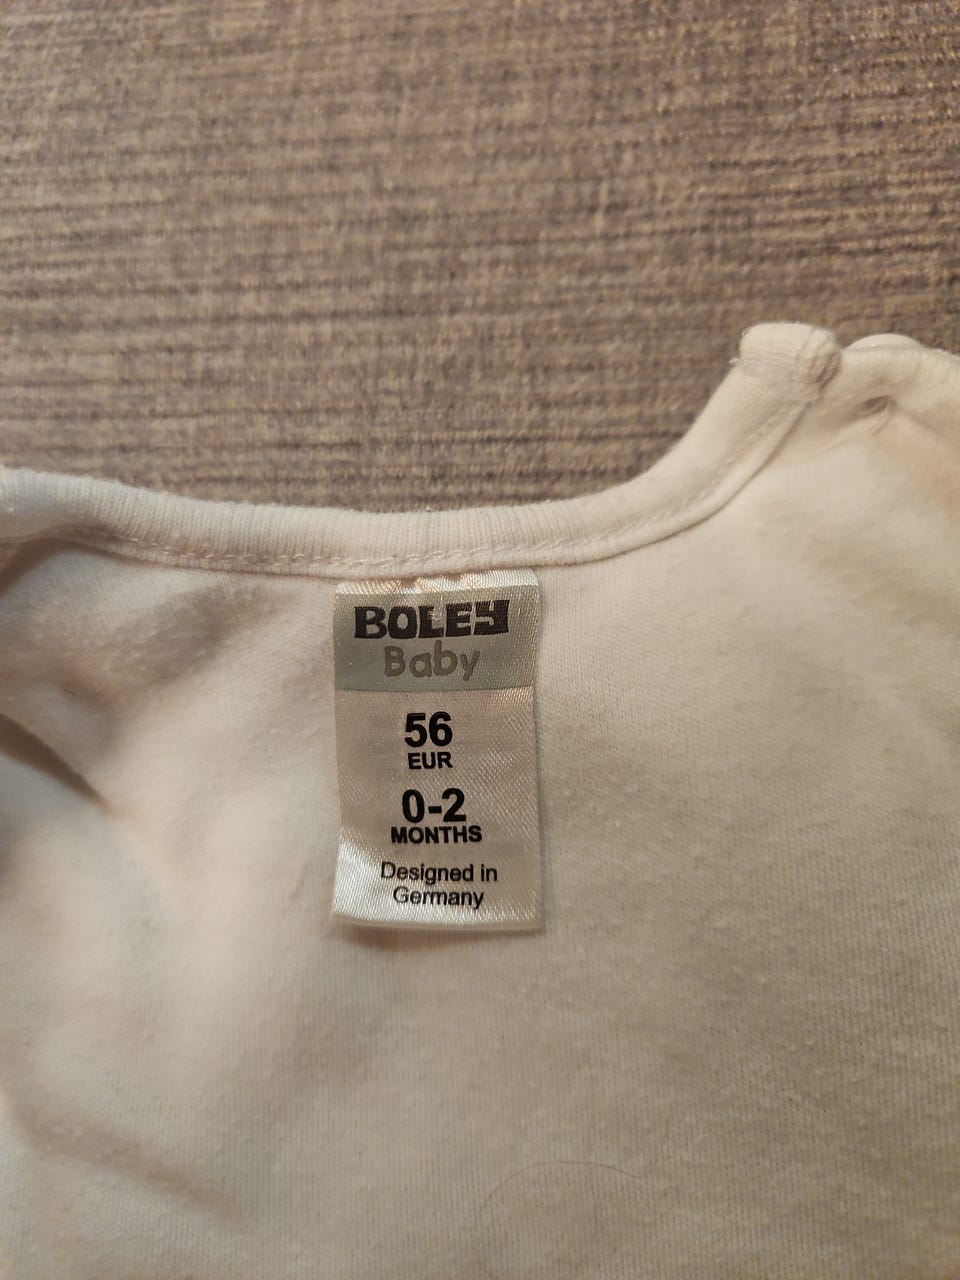 BOLEY
Baby
56
EUR
0-2
MONTHS
Designed in
Germany